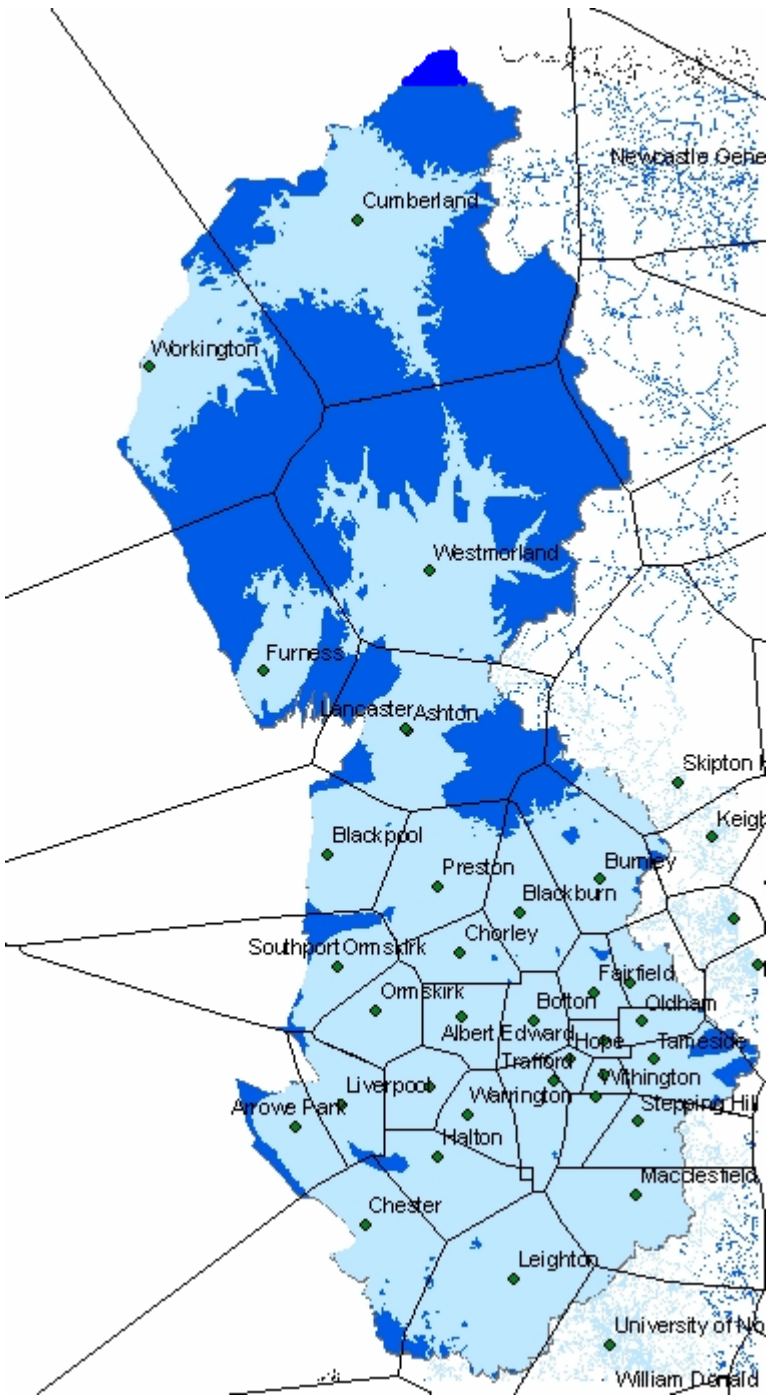 Newcastle Gene
Cumberland
Workington
Westmorland
Furness
Lancaster Ashton
Skipton H
Keigh
Blackpool
Preston
Burnley
Blackburn
Chorley
Southport Ormskirk
Fairfield
Ormskirk
Bolton
Oldham
Albert Edward
Hope
Tameside
Trafford
Withington
Liverpool
Warrington
Arrowe Park
Stepping Hill
Halton
Macclesfield
Chester
Leighton
University of No
William Donald